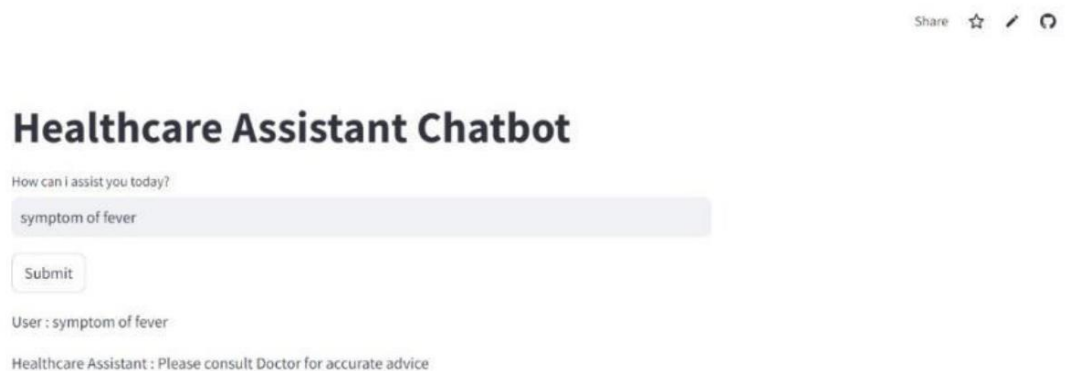 Share
Healthcare Assistant Chatbot
How can i assist you today?
symptom of fever
Submit
User : symptom of fever
Healthcare Assistant : Please consult Doctor for accurate advice